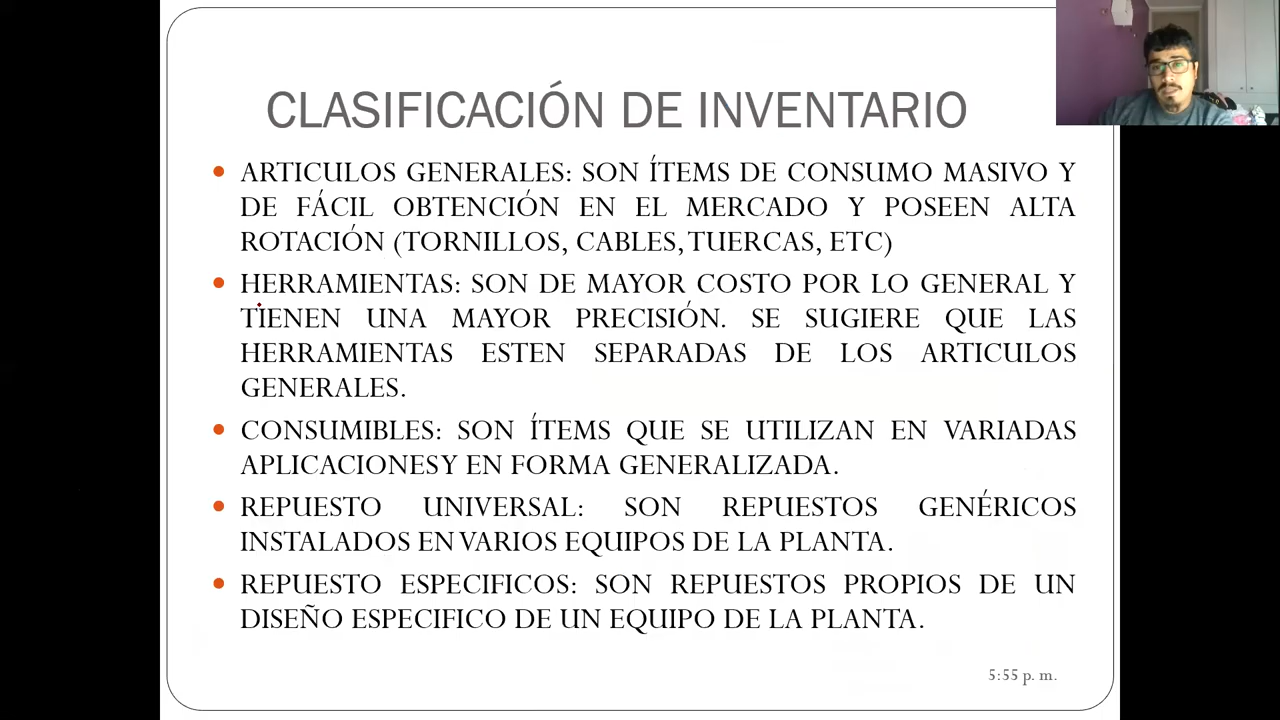 CLASIFICACIÓN DE INVENTARIO
ARTICULOS GENERALES: SON ÍTEMS DE CONSUMO MASIVO Y
DE FÁCIL OBTENCIÓN EN EL MERCADO Y POSEEN ALTA
ROTACIÓN (TORNILLOS, CABLES, TUERCAS, ETC)
HERRAMIENTAS: SON DE MAYOR COSTO POR LO GENERAL Y
TIENEN UNA MAYOR PRECISIÓN. SE SUGIERE QUE LAS
HERRAMIENTAS ESTEN SEPARADAS DE LOS ARTICULOS
GENERALES.
CONSUMIBLES: SON ÍTEMS QUE SE UTILIZAN EN VARIADAS
APLICACIONES Y EN FORMA GENERALIZADA.
REPUESTO UNIVERSAL: SON REPUESTOS GENÉRICOS
INSTALADOS EN VARIOS EQUIPOS DE LA PLANTA.
REPUESTO ESPECIFICOS: SON REPUESTOS PROPIOS DE UN
DISEÑO ESPECIFICO DE UN EQUIPO DE LA PLANTA.
5:55 p. m.